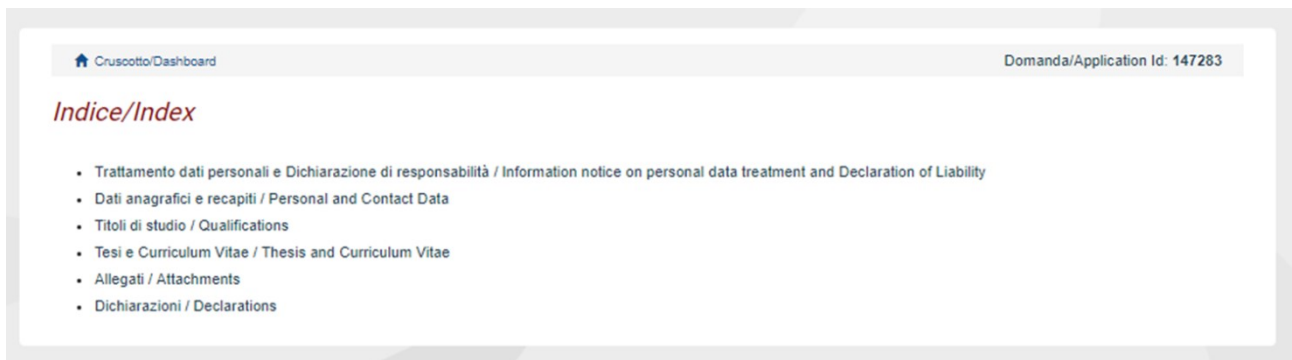 Cruscotto/Dashboard
Domanda/Application Id: 147283
Indice/Index
Trattamento dati personali e Dichiarazione di responsabilità / Information notice on personal data treatment and Declaration of Liability
Dati anagrafici e recapiti / Personal and Contact Data
Titoli di studio / Qualifications
Tesi e Curriculum Vitae / Thesis and Curriculum Vitae
Allegati / Attachments
Dichiarazioni / Declarations